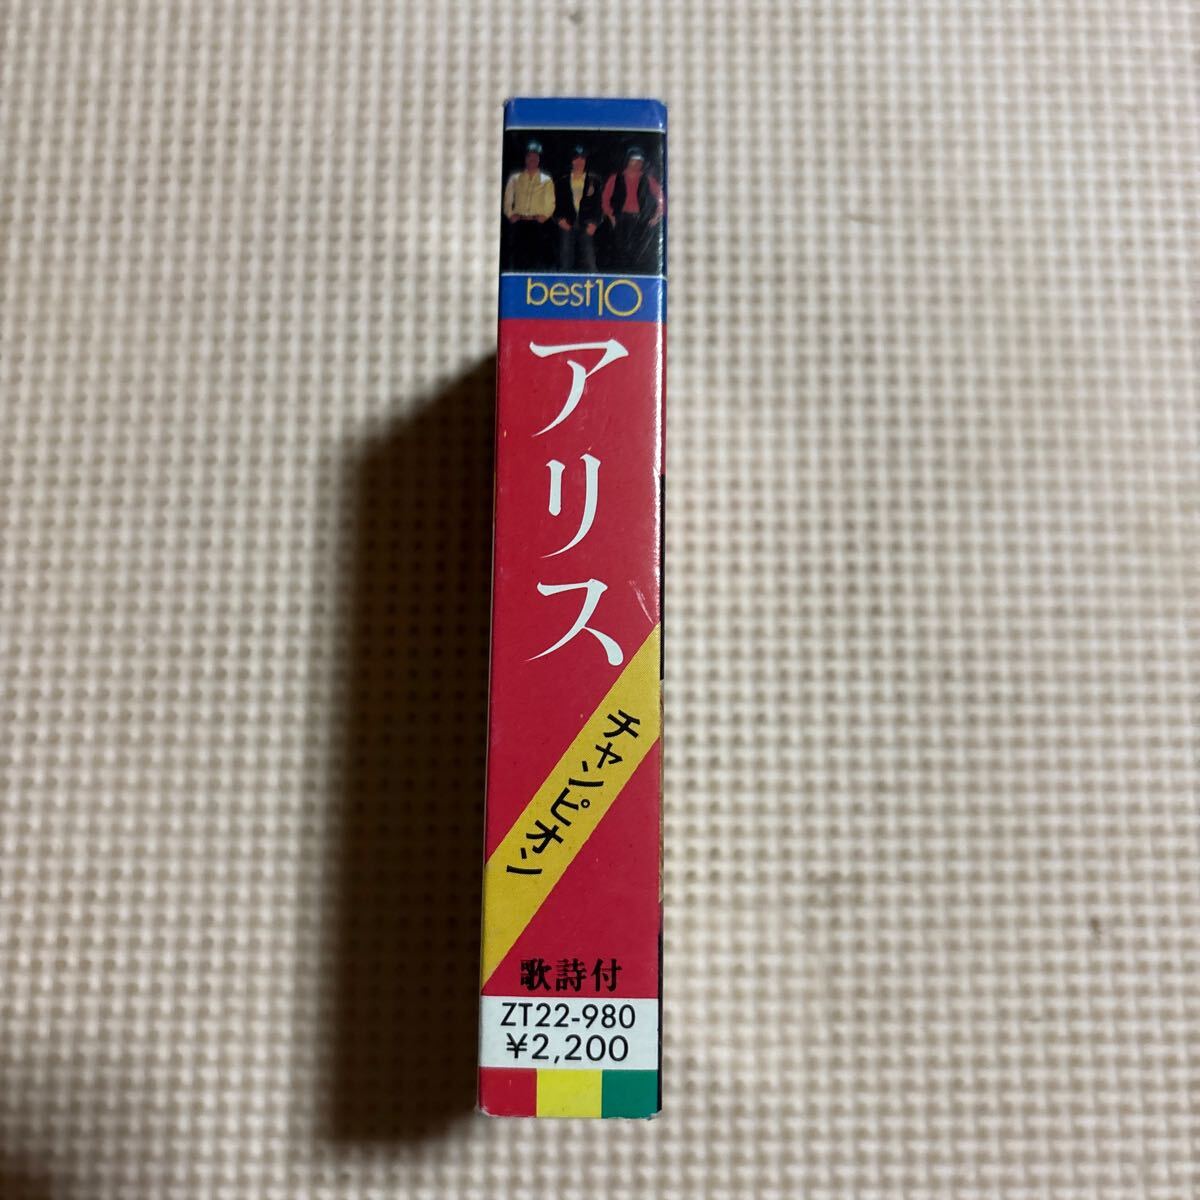 best10
アリス
チャンピオン
歌詩付
ZT22-980
¥2,200